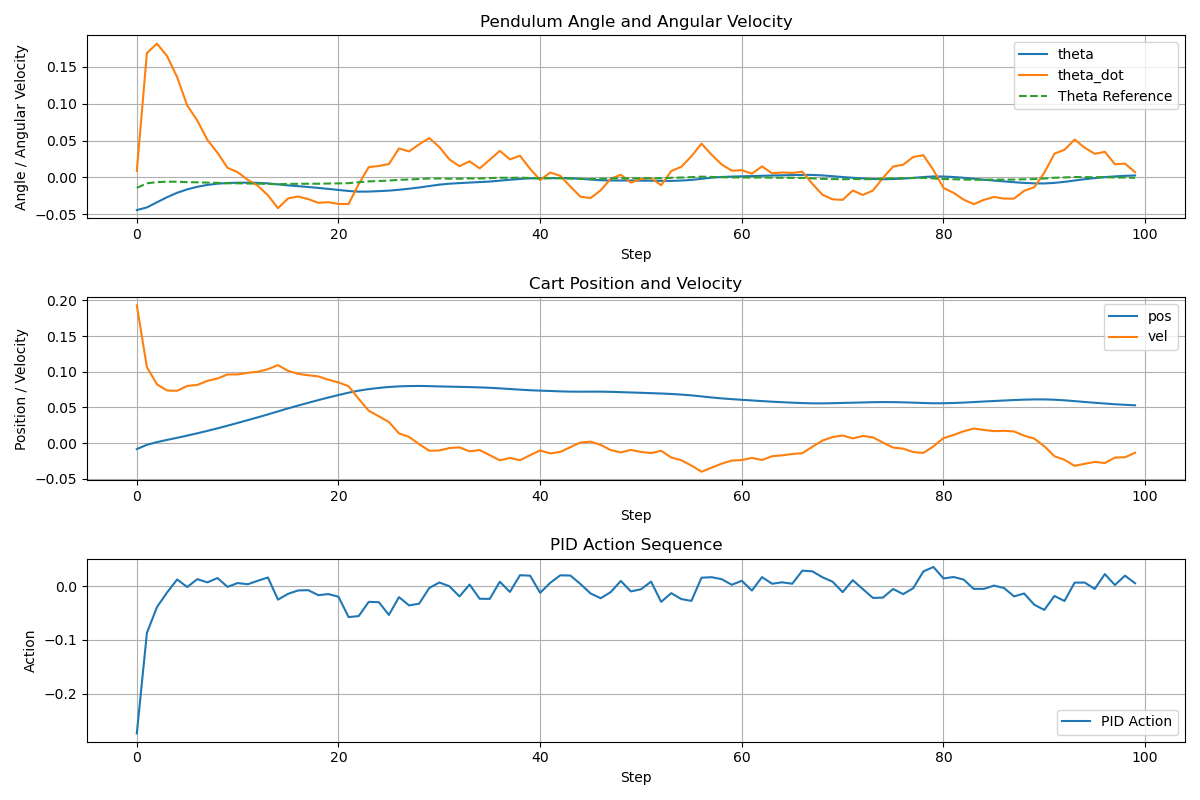 Pendulum Angle and Angular Velocity
Angle / Angular Velocity
0.15
0.10
0.05
0.00
−0.05
theta
theta_dot
Theta Reference
0 20 40 60 80 100
Step
Cart Position and Velocity
Position / Velocity
0.20
0.15
0.10
0.05
0.00
−0.05
pos
vel
0 20 40 60 80 100
Step
PID Action Sequence
Action
0.0
−0.1
−0.2
PID Action
0 20 40 60 80 100
Step